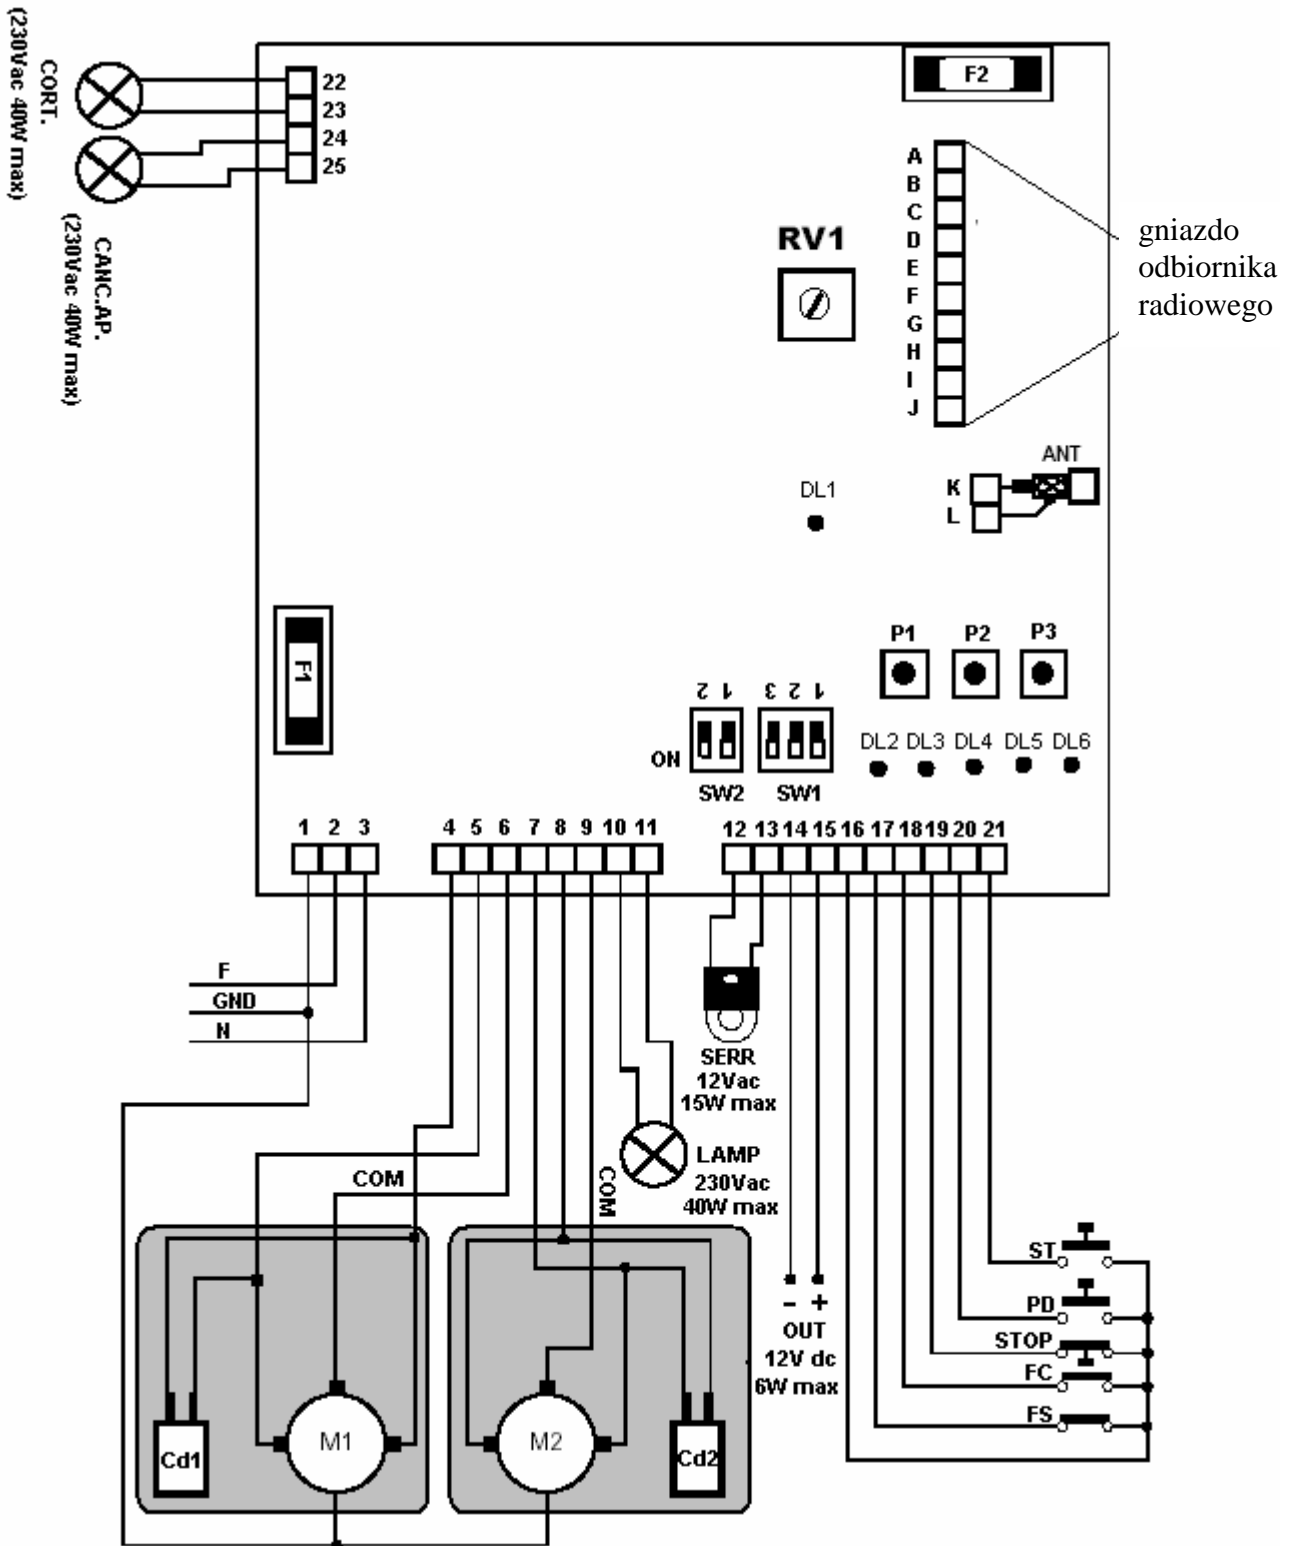 CORT.
(230Vac 40W max)
CANC.AP.
(230Vac 40W max)
22
23
24
25
F2
A
B
C
D
E
F
G
H
I
J
gniazdo
odbiornika
radiowego
RV1
ANT
K
L
DL1
F1
P1 P2 P3
2 1 3 2 1
ON
SW2 SW1
DL2 DL3 DL4 DL5 DL6
1 2 3 4 5 6 7 8 9 10 11 12 13 14 15 16 17 18 19 20 21
F
GND
N
SERR
12Vac
15W max
LAMP
230Vac
40W max
COM
COM
- +
OUT
12V dc
6W max
ST
PD
STOP
FC
FS
Cd1
M1
M2
Cd2